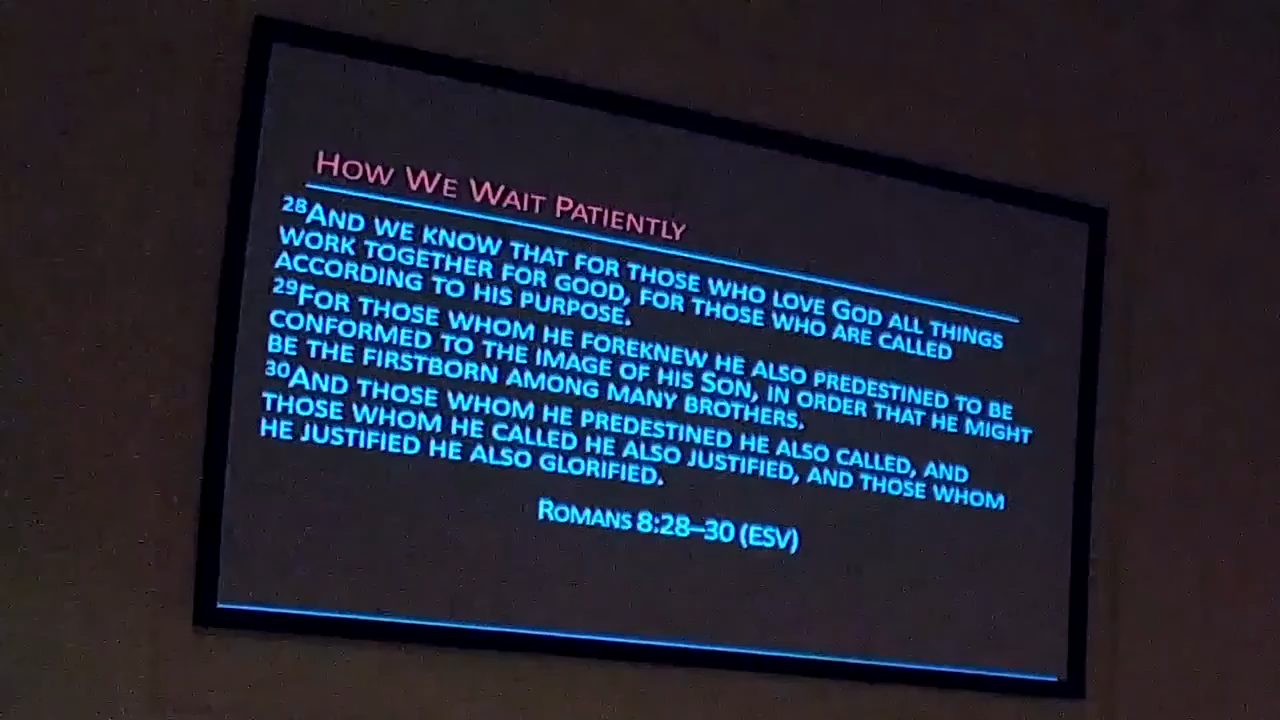 HOW WE WAIT PATIENTLY
28AND WE KNOW THAT FOR THOSE WHO LOVE GOD ALL THINGS
WORK TOGETHER FOR GOOD, FOR THOSE WHO ARE CALLED
ACCORDING TO HIS PURPOSE.
29FOR THOSE WHOM HE FOREKNEW HE ALSO PREDESTINED TO BE
CONFORMED TO THE IMAGE OF HIS SON, IN ORDER THAT HE MIGHT
BE THE FIRSTBORN AMONG MANY BROTHERS.
30AND THOSE WHOM HE PREDESTINED HE ALSO CALLED, AND
THOSE WHOM HE CALLED HE ALSO JUSTIFIED, AND THOSE WHOM
HE JUSTIFIED HE ALSO GLORIFIED.
ROMANS 8:28–30 (ESV)